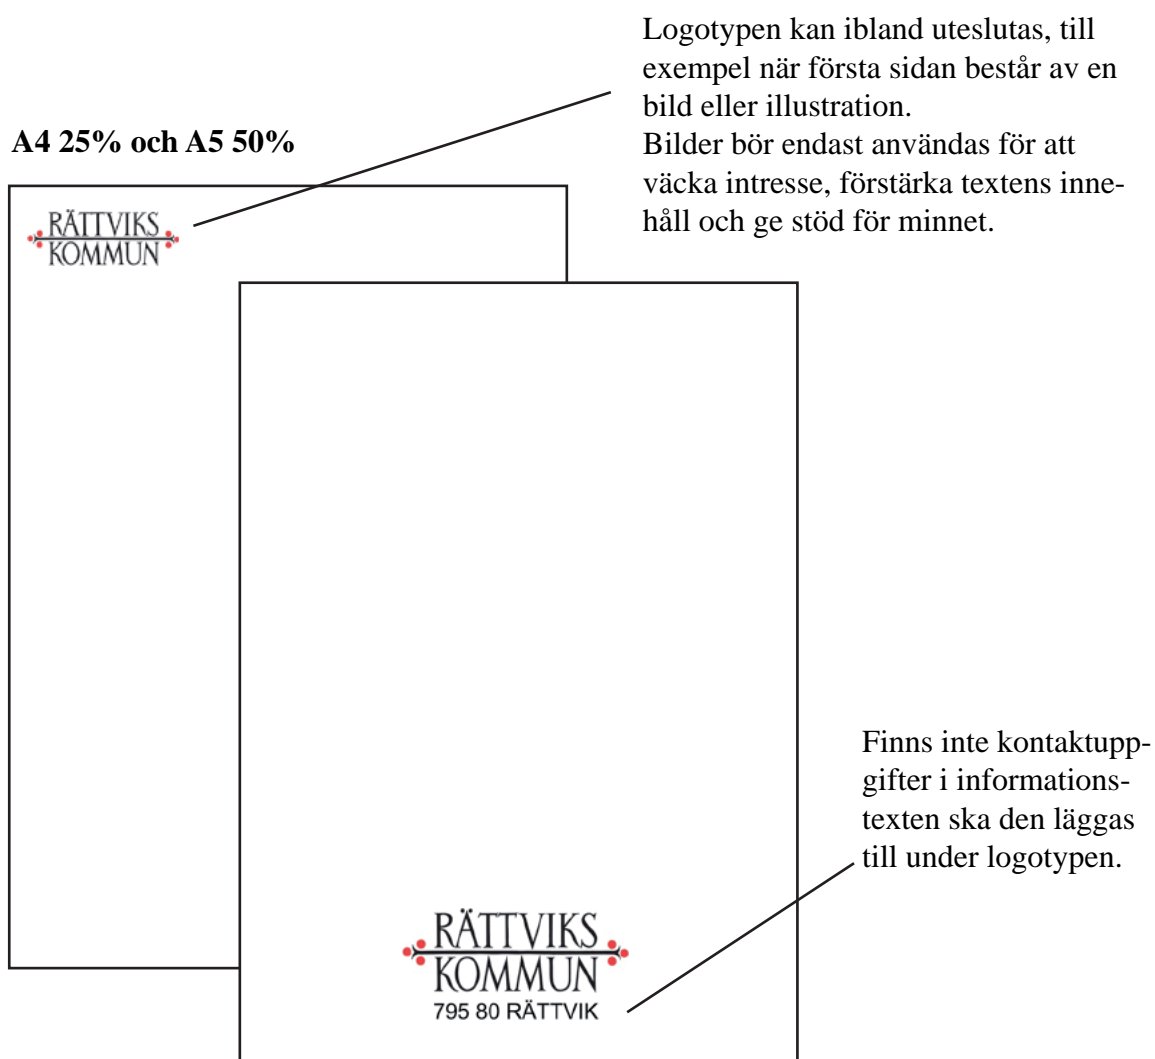 Logotypen kan ibland uteslutas, till
exempel när första sidan består av en
bild eller illustration.
Bilder bör endast användas för att
väcka intresse, förstärka textens inne-
håll och ge stöd för minnet.
A4 25% och A5 50%
RÄTTVIKS
KOMMUN
Finns inte kontaktupp-
gifter i informations-
texten ska den läggas
till under logotypen.
RÄTTVIKS
KOMMUN
795 80 RÄTTVIK